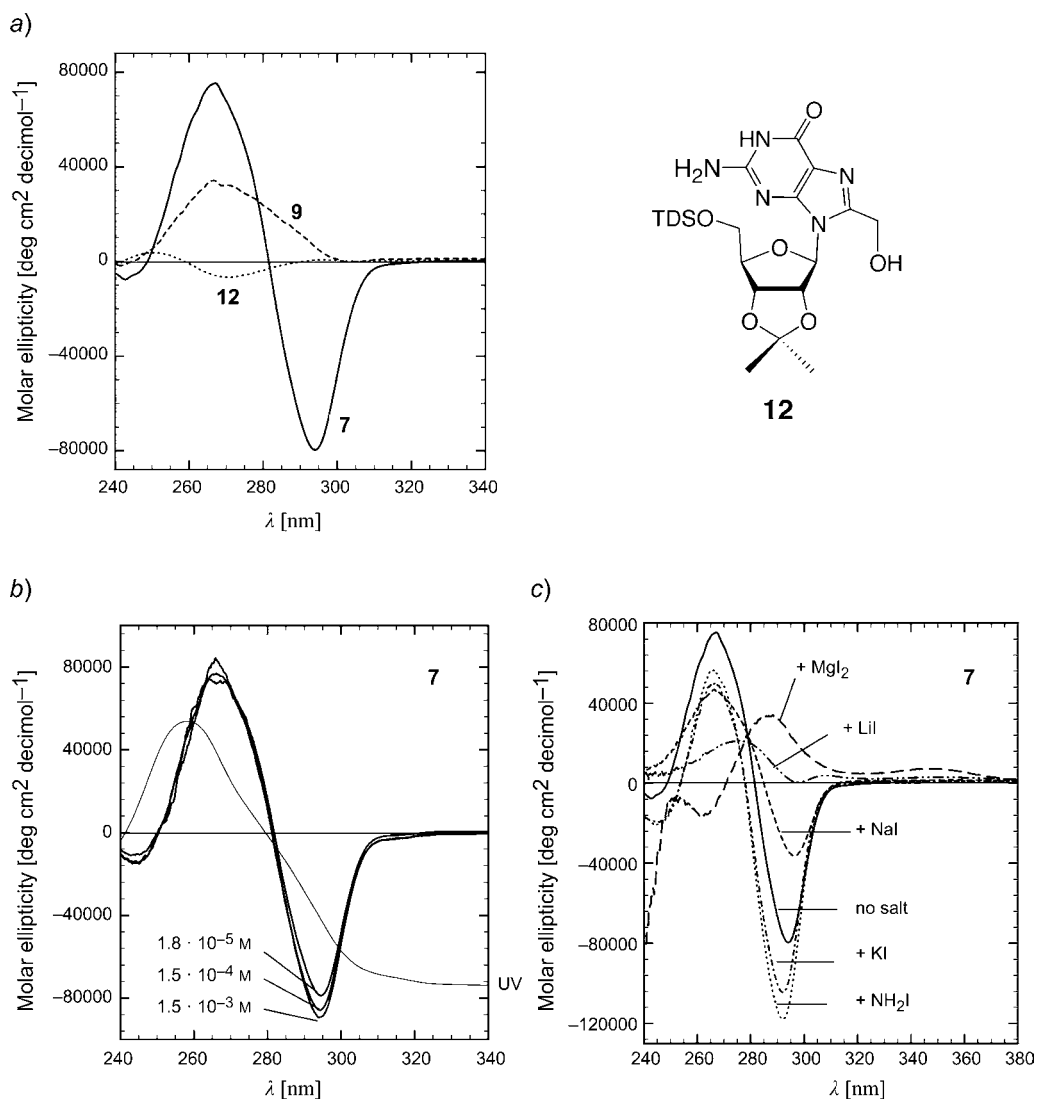 a)
80000
40000
0
−40000
−80000
Molar ellipticity [deg cm2 decimol−1]
9
12
7
240 260 280 300 320 340
λ [nm]
O
HN
N
H2N
N
N
TDSO
O
OH
O
O
12
b)
80000
40000
0
−40000
−80000
Molar ellipticity [deg cm2 decimol−1]
7
1.8 · 10−5 M
1.5 · 10−4 M
1.5 · 10−3 M
UV
240 260 280 300 320 340
λ [nm]
c)
80000
40000
0
−40000
−80000
−120000
Molar ellipticity [deg cm2 decimol−1]
7
+ MgI2
+ LiI
+ NaI
no salt
+ KI
+ NH2I
240 260 280 300 320 340 360 380
λ [nm]